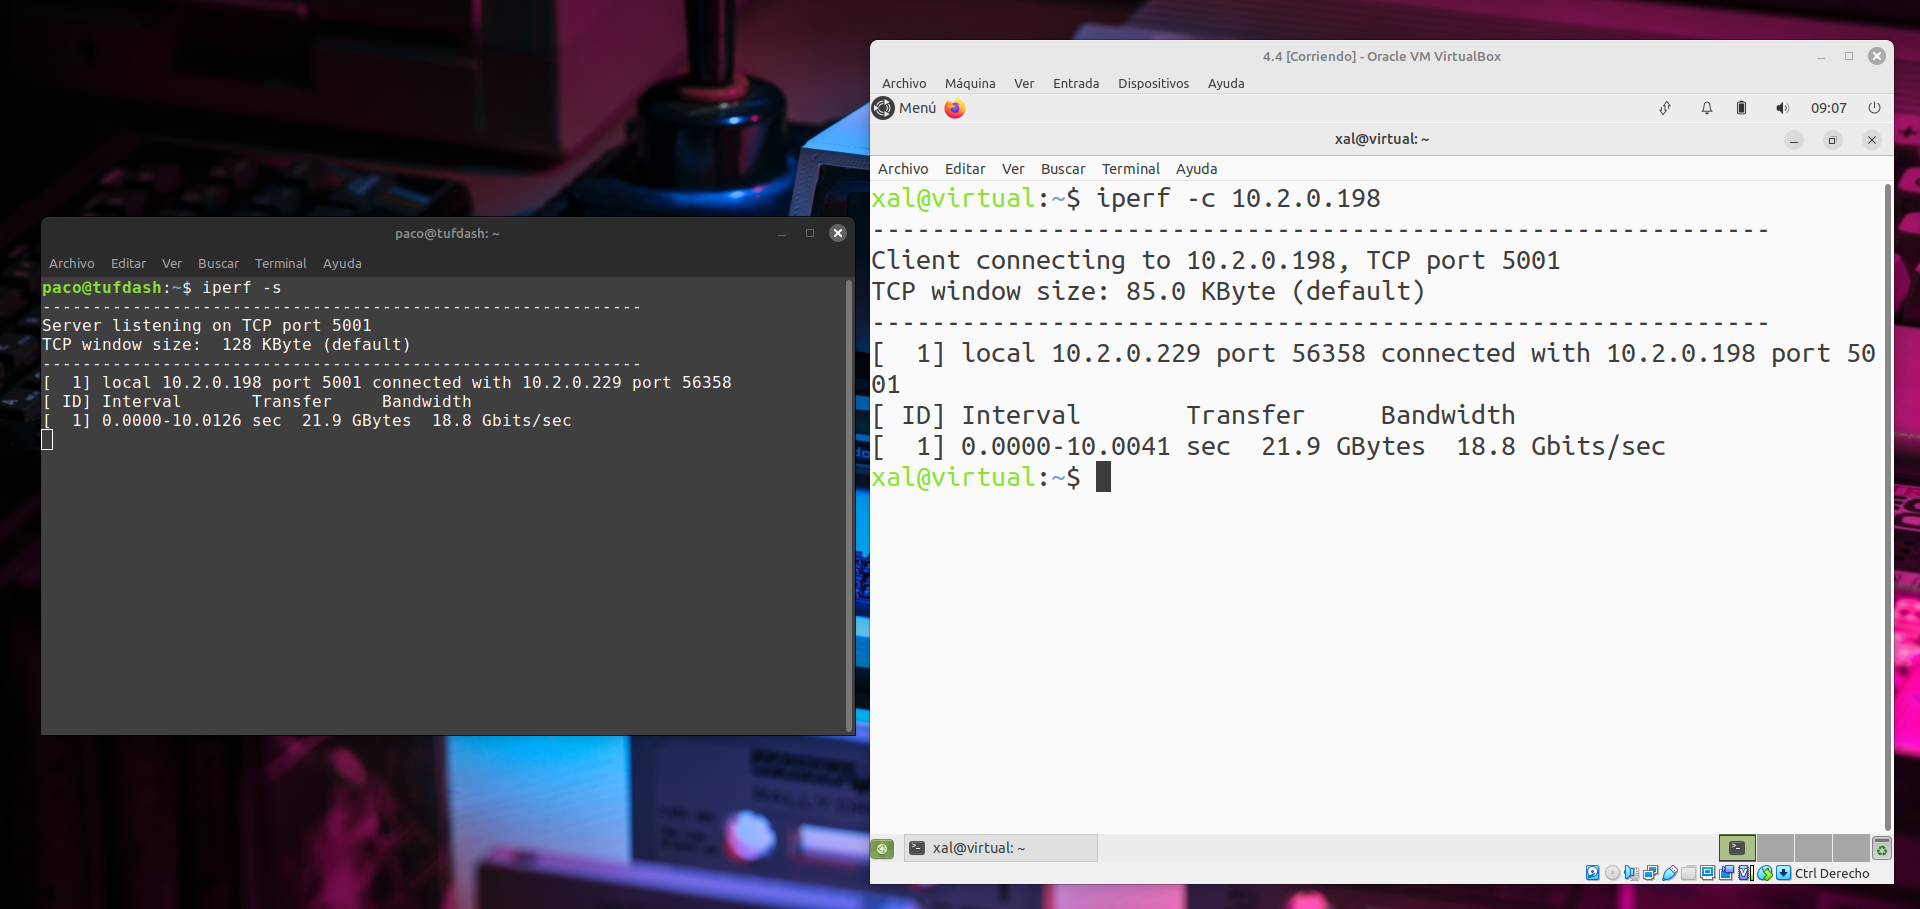 paco@tufdash: ~
Archivo Editar Ver Buscar Terminal Ayuda
paco@tufdash:~$ iperf -s
------------------------------------------------------------
Server listening on TCP port 5001
TCP window size:  128 KByte (default)
------------------------------------------------------------
[  1] local 10.2.0.198 port 5001 connected with 10.2.0.229 port 56358
[ ID] Interval       Transfer     Bandwidth
[  1] 0.0000-10.0126 sec  21.9 GBytes  18.8 Gbits/sec
4.4 [Corriendo] - Oracle VM VirtualBox
Archivo Máquina Ver Entrada Dispositivos Ayuda
Menú 09:07
xal@virtual: ~
Archivo Editar Ver Buscar Terminal Ayuda
xal@virtual:~$ iperf -c 10.2.0.198
------------------------------------------------------------
Client connecting to 10.2.0.198, TCP port 5001
TCP window size: 85.0 KByte (default)
------------------------------------------------------------
[  1] local 10.2.0.229 port 56358 connected with 10.2.0.198 port 50
01
[ ID] Interval       Transfer     Bandwidth
[  1] 0.0000-10.0041 sec  21.9 GBytes  18.8 Gbits/sec
xal@virtual:~$
xal@virtual: ~
Ctrl Derecho